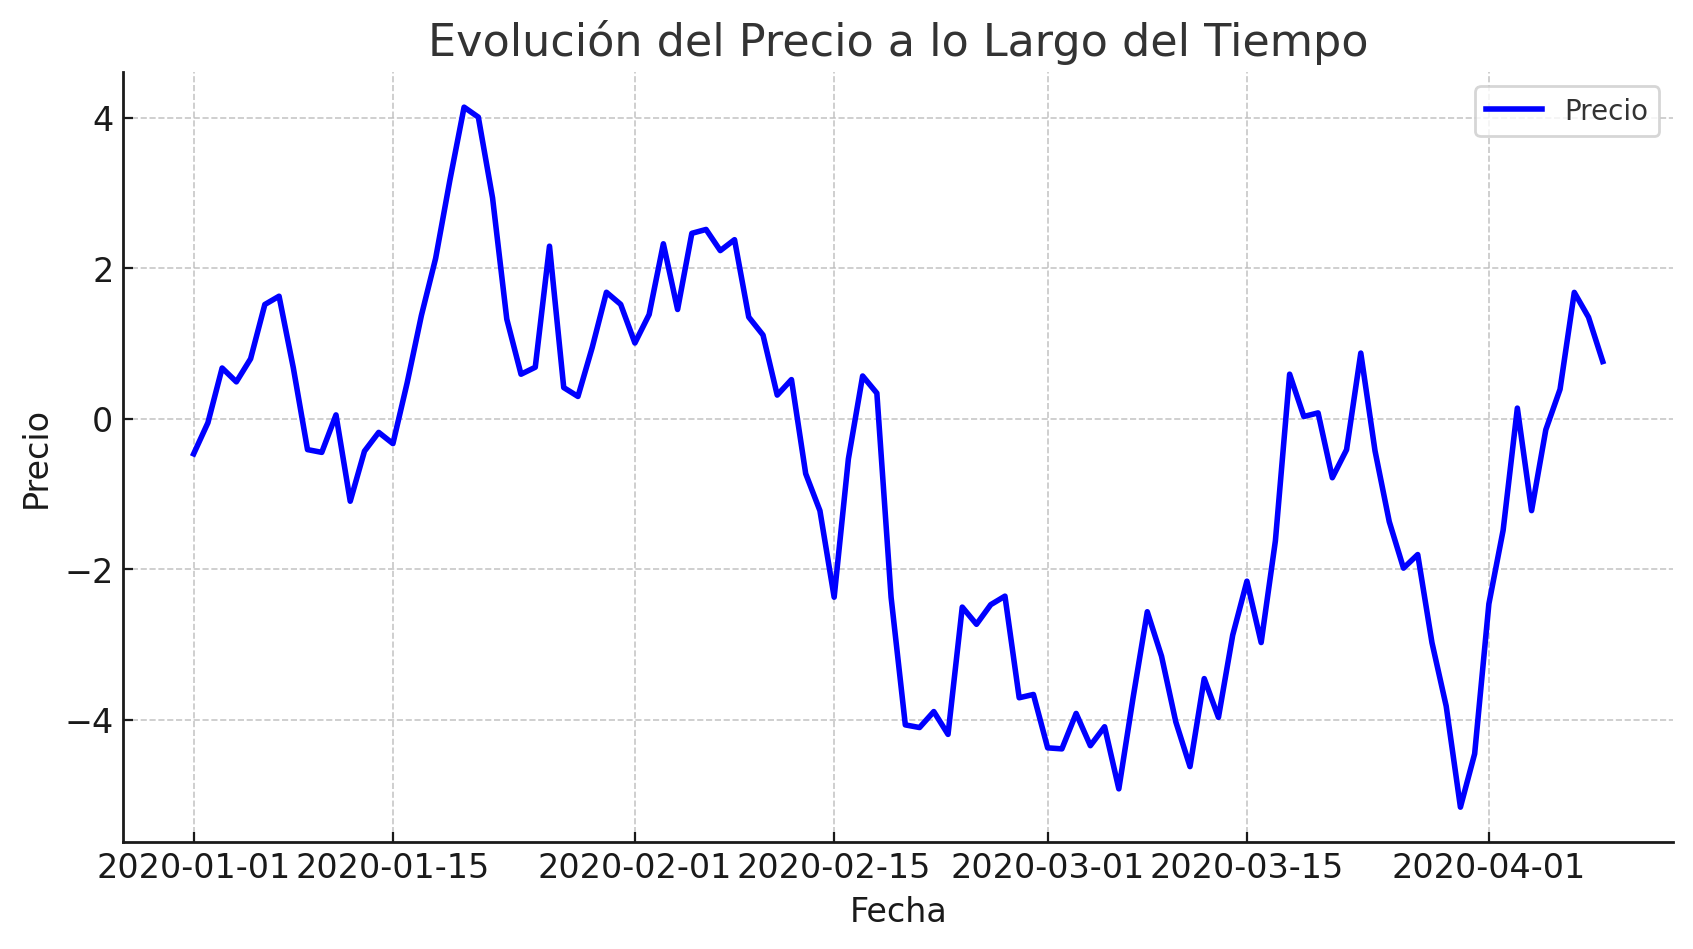 Evolución del Precio a lo Largo del Tiempo
Precio
4
2
0
−2
−4
Precio
2020-01-01 2020-01-15 2020-02-01 2020-02-15 2020-03-01 2020-03-15 2020-04-01
Fecha